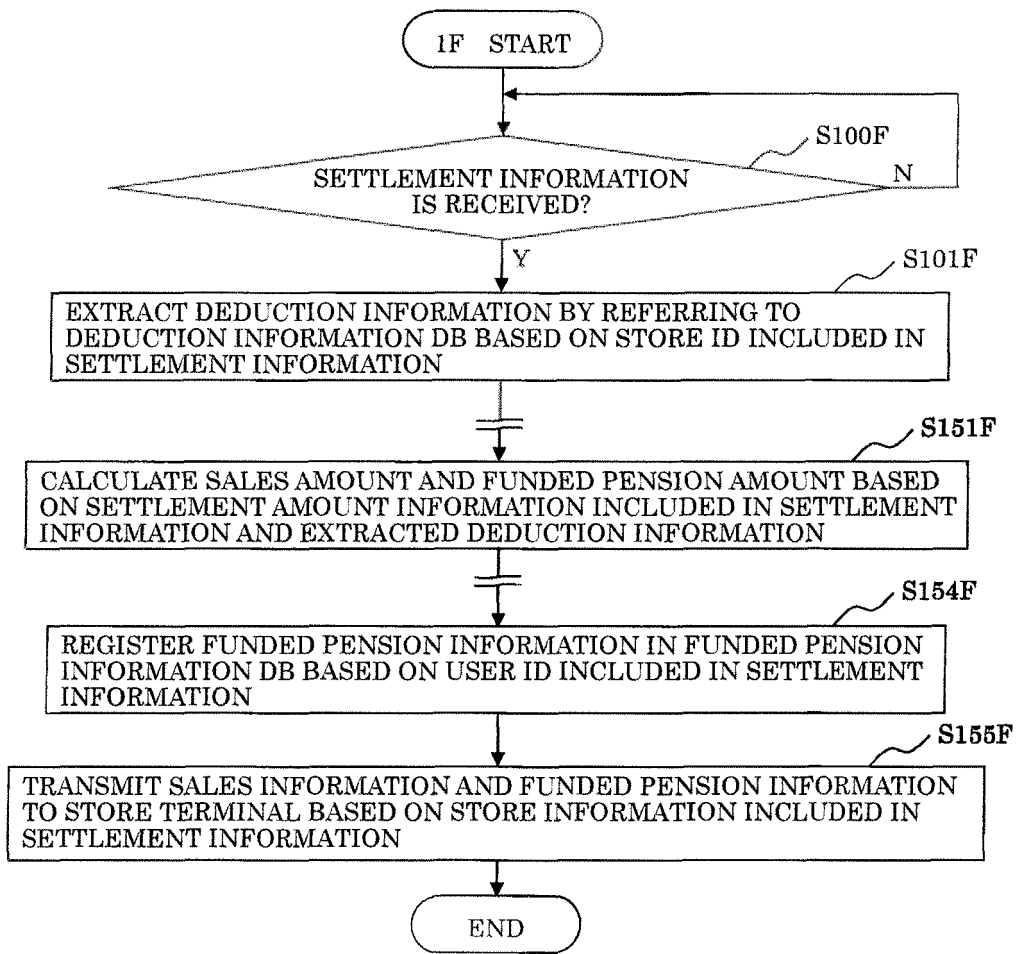 1F START
S100F
SETTLEMENT INFORMATION
IS RECEIVED?
N
Y
S101F
EXTRACT DEDUCTION INFORMATION BY REFERRING TO
DEDUCTION INFORMATION DB BASED ON STORE ID INCLUDED IN
SETTLEMENT INFORMATION
S151F
CALCULATE SALES AMOUNT AND FUNDED PENSION AMOUNT BASED
ON SETTLEMENT AMOUNT INFORMATION INCLUDED IN SETTLEMENT
INFORMATION AND EXTRACTED DEDUCTION INFORMATION
S154F
REGISTER FUNDED PENSION INFORMATION IN FUNDED PENSION
INFORMATION DB BASED ON USER ID INCLUDED IN SETTLEMENT
INFORMATION
S155F
TRANSMIT SALES INFORMATION AND FUNDED PENSION INFORMATION
TO STORE TERMINAL BASED ON STORE INFORMATION INCLUDED IN
SETTLEMENT INFORMATION
END